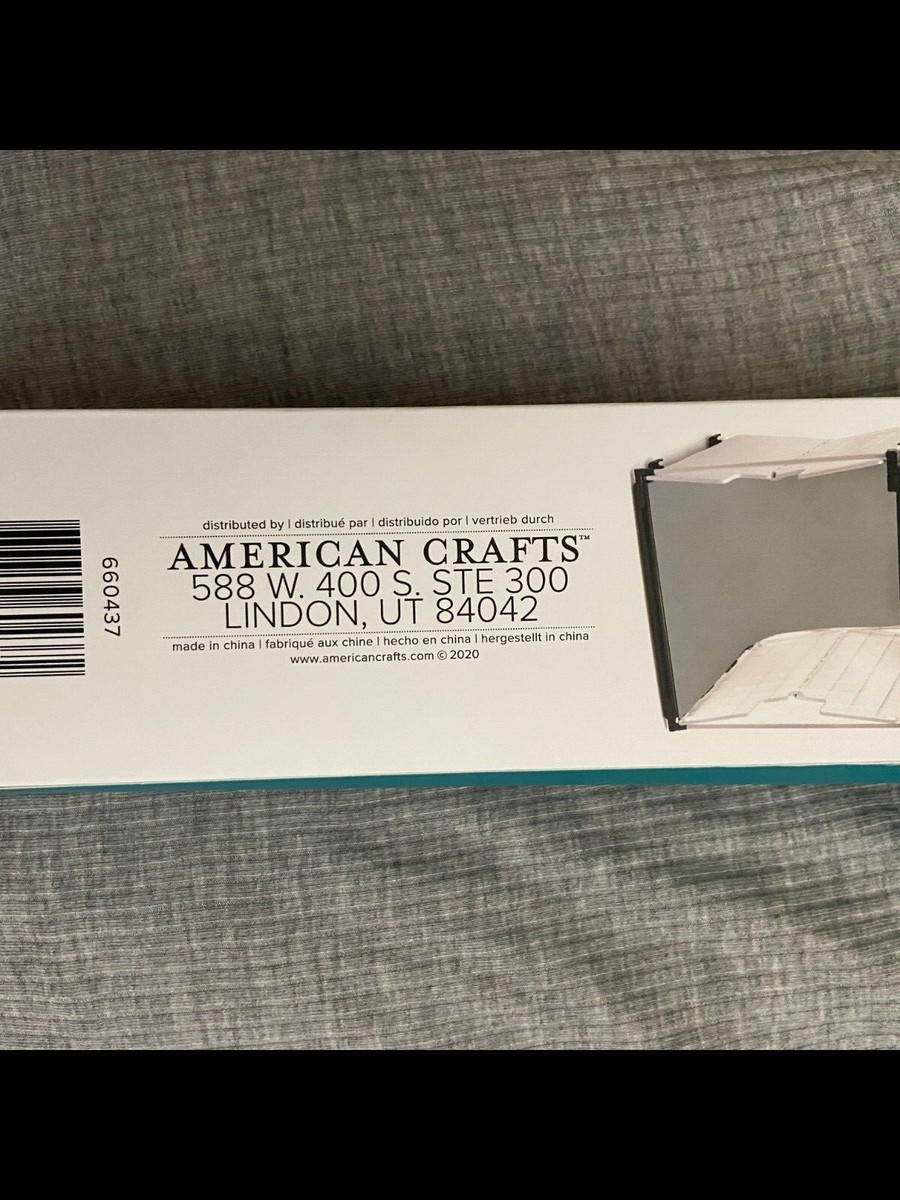 distributed by | distribué par | distribuido por | vertrieb durch
AMERICAN CRAFTS™
588 W. 400 S. STE 300
LINDON, UT 84042
made in china | fabriqué aux chine | hecho en china | hergestellt in china
www.americancrafts.com © 2020
660437